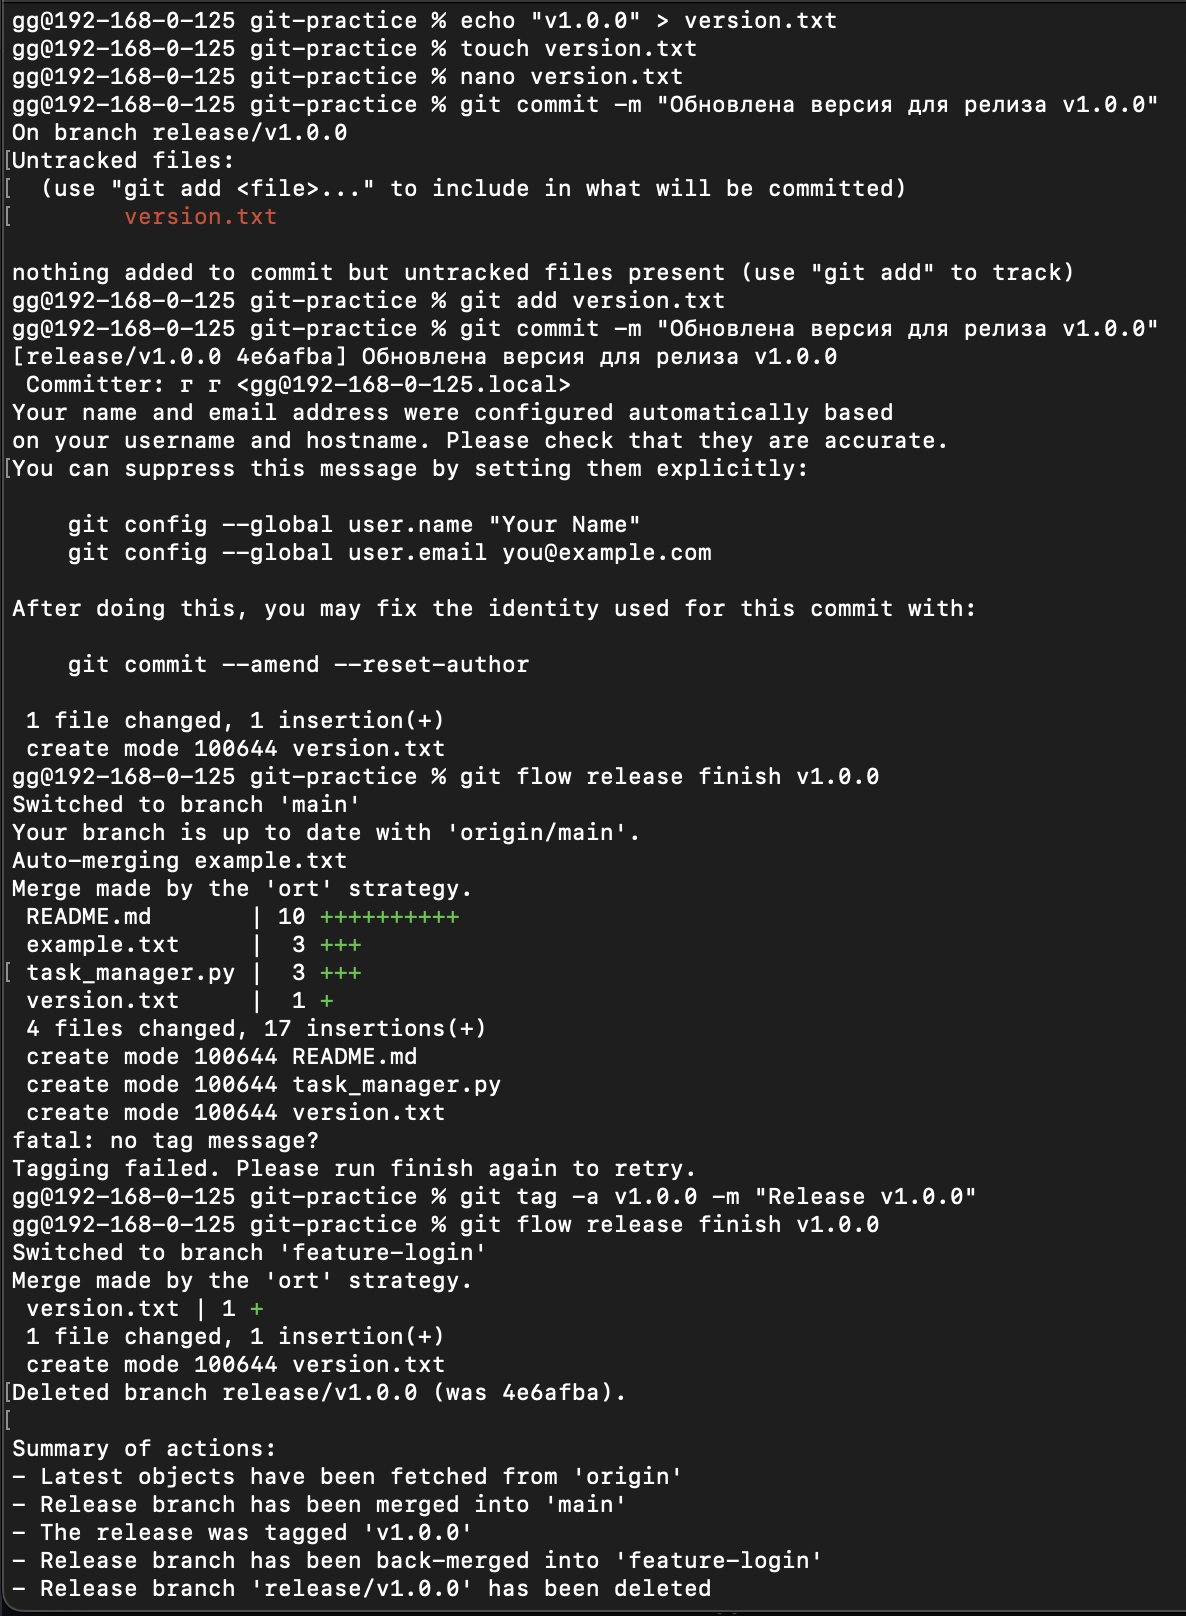 gg@192-168-0-125 git-practice % echo "v1.0.0" > version.txt
gg@192-168-0-125 git-practice % touch version.txt
gg@192-168-0-125 git-practice % nano version.txt
gg@192-168-0-125 git-practice % git commit -m "Обновлена версия для релиза v1.0.0"
On branch release/v1.0.0
[Untracked files:
[  (use "git add <file>..." to include in what will be committed)
[        version.txt

nothing added to commit but untracked files present (use "git add" to track)
gg@192-168-0-125 git-practice % git add version.txt
gg@192-168-0-125 git-practice % git commit -m "Обновлена версия для релиза v1.0.0"
[release/v1.0.0 4e6afba] Обновлена версия для релиза v1.0.0
 Committer: г г <gg@192-168-0-125.local>
Your name and email address were configured automatically based
on your username and hostname. Please check that they are accurate.
[You can suppress this message by setting them explicitly:

    git config --global user.name "Your Name"
    git config --global user.email you@example.com

After doing this, you may fix the identity used for this commit with:

    git commit --amend --reset-author

 1 file changed, 1 insertion(+)
 create mode 100644 version.txt
gg@192-168-0-125 git-practice % git flow release finish v1.0.0
Switched to branch 'main'
Your branch is up to date with 'origin/main'.
Auto-merging example.txt
Merge made by the 'ort' strategy.
 README.md       | 10 ++++++++++
 example.txt     |  3 +++
[ task_manager.py |  3 +++
 version.txt     |  1 +
 4 files changed, 17 insertions(+)
 create mode 100644 README.md
 create mode 100644 task_manager.py
 create mode 100644 version.txt
fatal: no tag message?
Tagging failed. Please run finish again to retry.
gg@192-168-0-125 git-practice % git tag -a v1.0.0 -m "Release v1.0.0"
gg@192-168-0-125 git-practice % git flow release finish v1.0.0
Switched to branch 'feature-login'
Merge made by the 'ort' strategy.
 version.txt | 1 +
 1 file changed, 1 insertion(+)
 create mode 100644 version.txt
[Deleted branch release/v1.0.0 (was 4e6afba).
[
Summary of actions:
- Latest objects have been fetched from 'origin'
- Release branch has been merged into 'main'
- The release was tagged 'v1.0.0'
- Release branch has been back-merged into 'feature-login'
- Release branch 'release/v1.0.0' has been deleted